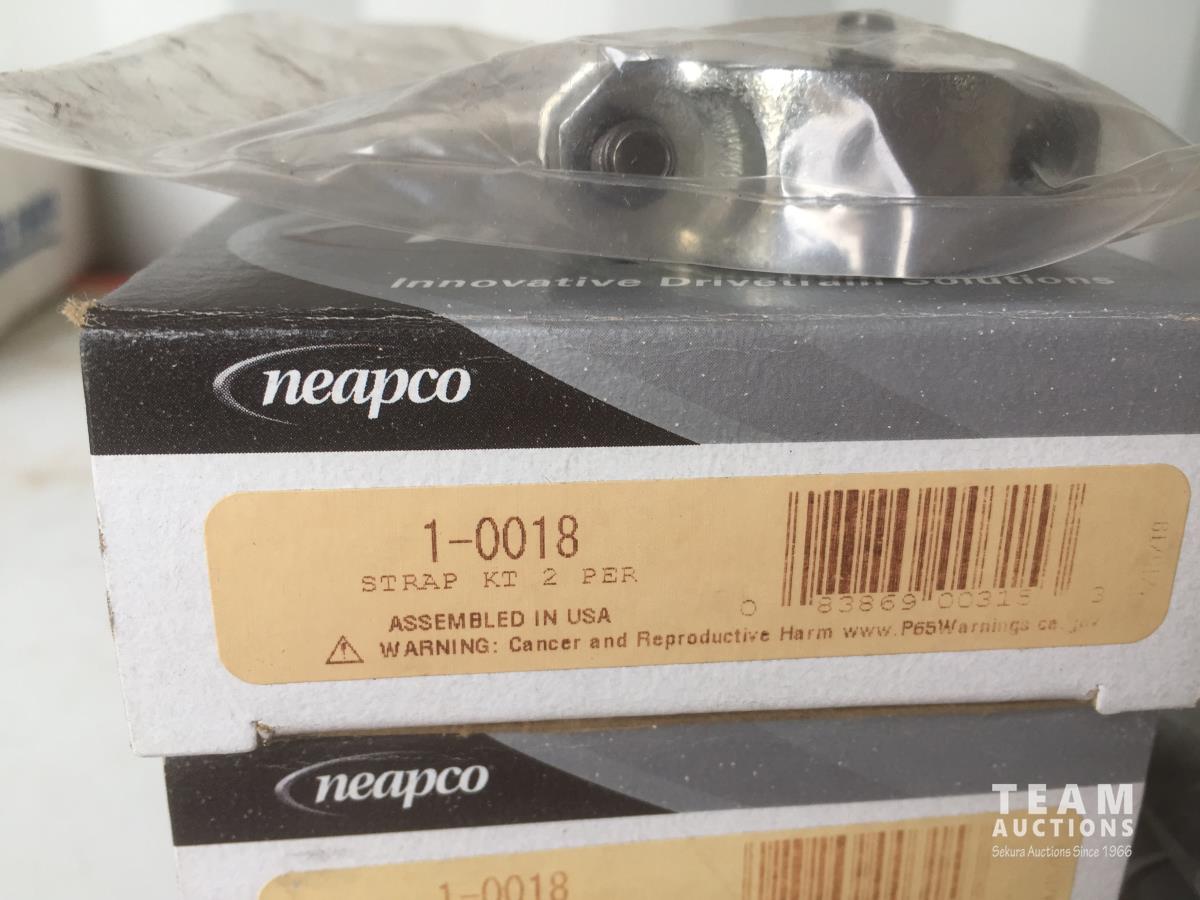 Innovative Drivetrain Solutions
neapco
1-0018
STRAP KT 2 PER
ASSEMBLED IN USA
WARNING: Cancer and Reproductive Harm www.P65Warnings.ca.gov
0 83869 00315 3
neapco
1-0018
TEAM
AUCTIONS
Sekura Auctions Since 1966